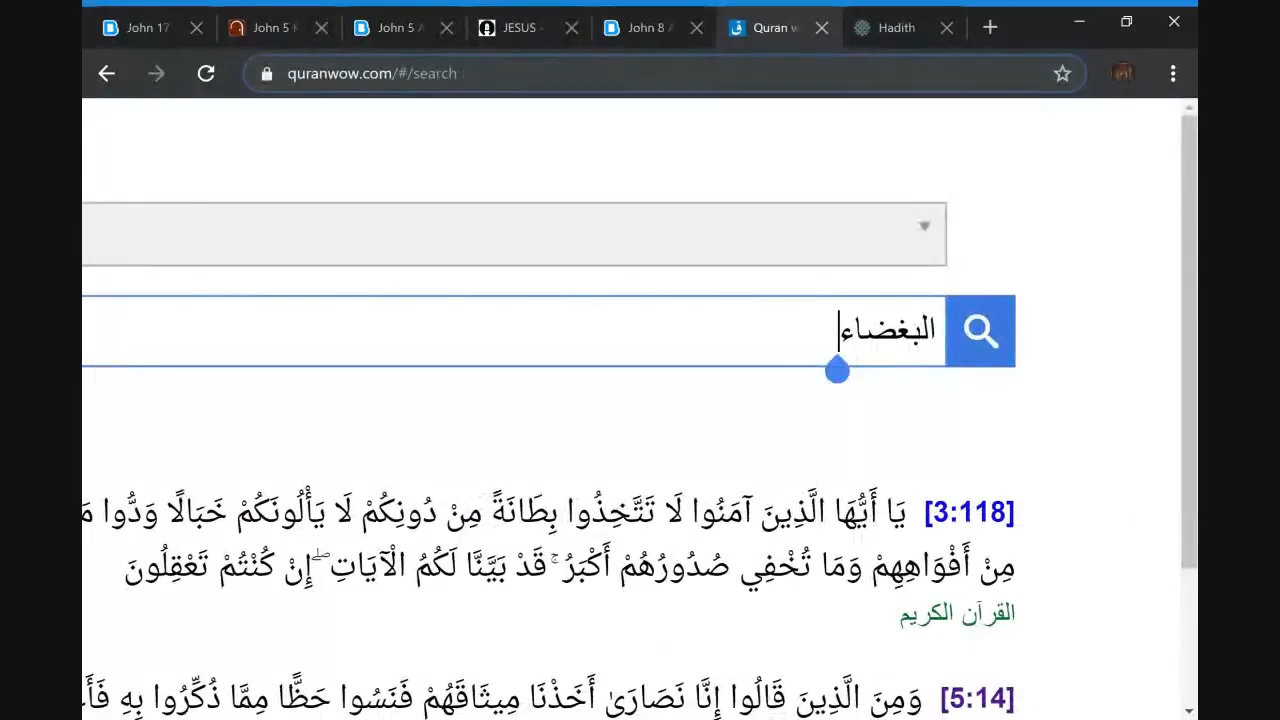 John 17
John 5
John 5
JESUS -
John 8
Quran w
Hadith
quranwow.com/#/search
البغضاء
[3:118] يَا أَيُّهَا الَّذِينَ آمَنُوا لَا تَتَّخِذُوا بِطَانَةً مِنْ دُونِكُمْ لَا يَأْلُونَكُمْ خَبَالًا وَدُّوا مَ
مِنْ أَفْوَاهِهِمْ وَمَا تُخْفِي صُدُورُهُمْ أَكْبَرُ ۚ قَدْ بَيَّنَّا لَكُمُ الْآيَاتِ ۖ إِنْ كُنْتُمْ تَعْقِلُونَ
القرآن الكريم
[5:14] وَمِنَ الَّذِينَ قَالُوا إِنَّا نَصَارَىٰ أَخَذْنَا مِيثَاقَهُمْ فَنَسُوا حَظًّا مِمَّا ذُكِّرُوا بِهِ فَأَ